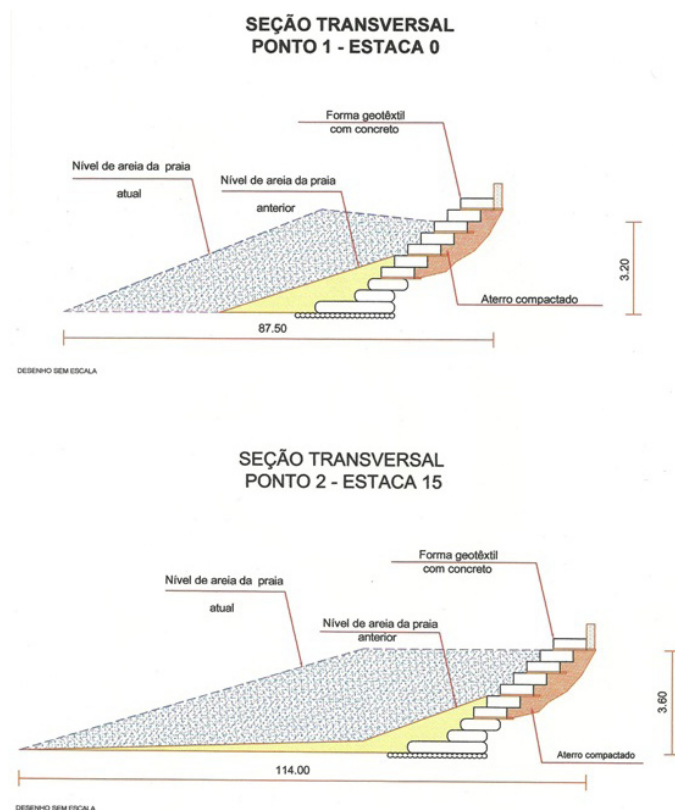 SEÇÃO TRANSVERSAL
PONTO 1 - ESTACA 0
Forma geotêxtil
com concreto
Nível de areia da praia
atual
Nível de areia da praia
anterior
3.20
Aterro compactado
87.50
DESENHO SEM ESCALA
SEÇÃO TRANSVERSAL
PONTO 2 - ESTACA 15
Forma geotêxtil
com concreto
Nível de areia da praia
atual
Nível de areia da praia
anterior
3.60
Aterro compactado
114.00
DESENHO SEM ESCALA